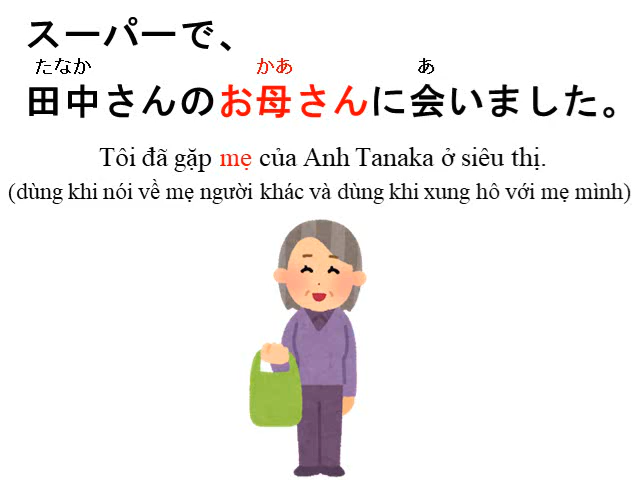 スーパーで、
たなか かあ あ
田中さんのお母さんに会いました。
Tôi đã gặp mẹ của Anh Tanaka ở siêu thị.
(dùng khi nói về mẹ người khác và dùng khi xung hô với mẹ mình)